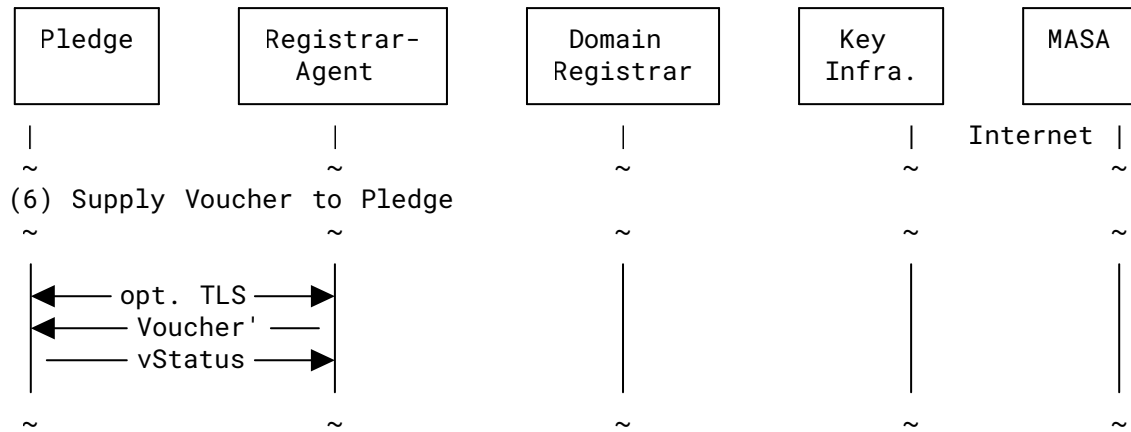 Pledge Registrar- Domain Key MASA
Agent Registrar Infra.
| | | | Internet |
~ ~ ~ ~ ~
(6) Supply Voucher to Pledge
~ ~ ~ ~ ~
opt. TLS
Voucher'
vStatus
~ ~ ~ ~ ~